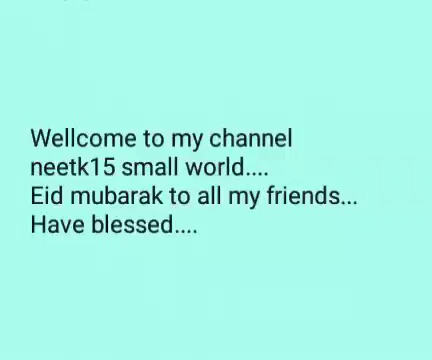 Wellcome to my channel
neetk15 small world....
Eid mubarak to all my friends...
Have blessed....